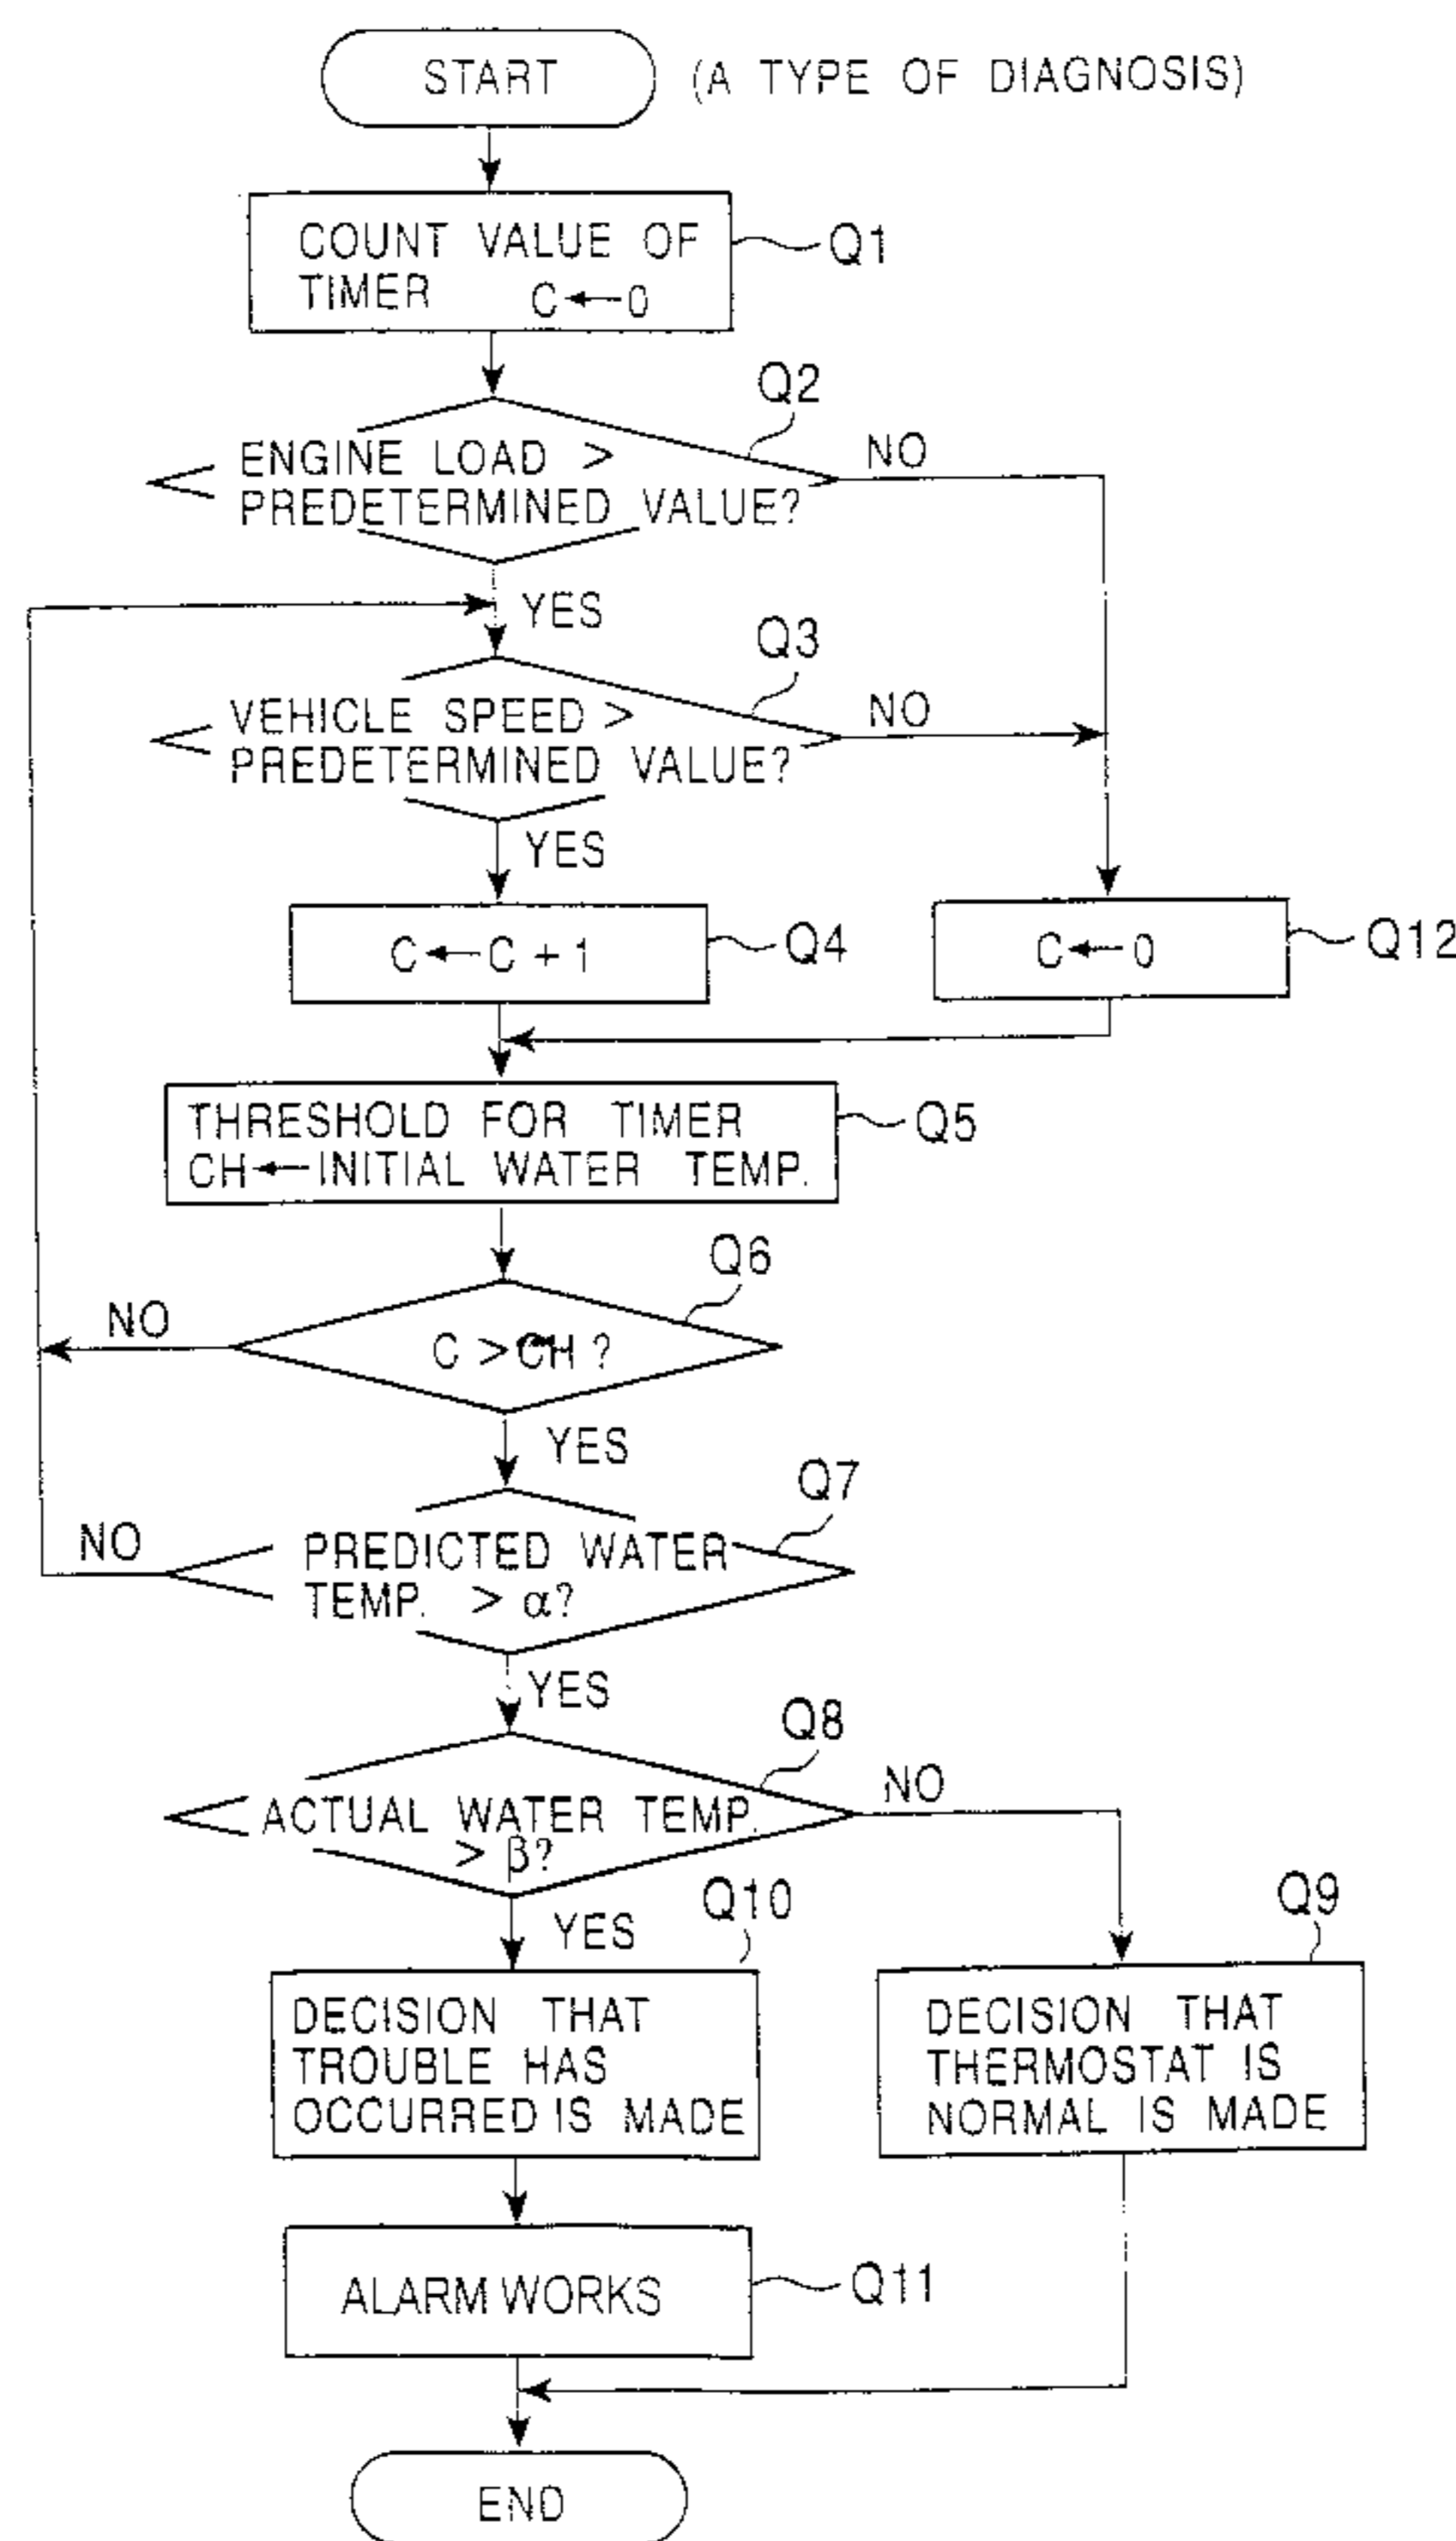 START (A TYPE OF DIAGNOSIS)
COUNT VALUE OF
TIMER C←0
Q1
Q2
ENGINE LOAD >
PREDETERMINED VALUE?
NO
YES
Q3
VEHICLE SPEED >
PREDETERMINED VALUE?
NO
YES
C←C + 1
Q4
C←0
Q12
THRESHOLD FOR TIMER
CH←INITIAL WATER TEMP.
Q5
Q6
C > CH ?
NO
YES
Q7
PREDICTED WATER
TEMP. > α?
NO
YES
Q8
ACTUAL WATER TEMP.
> β?
NO
YES
Q10
DECISION THAT
TROUBLE HAS
OCCURRED IS MADE
Q9
DECISION THAT
THERMOSTAT IS
NORMAL IS MADE
ALARM WORKS
Q11
END